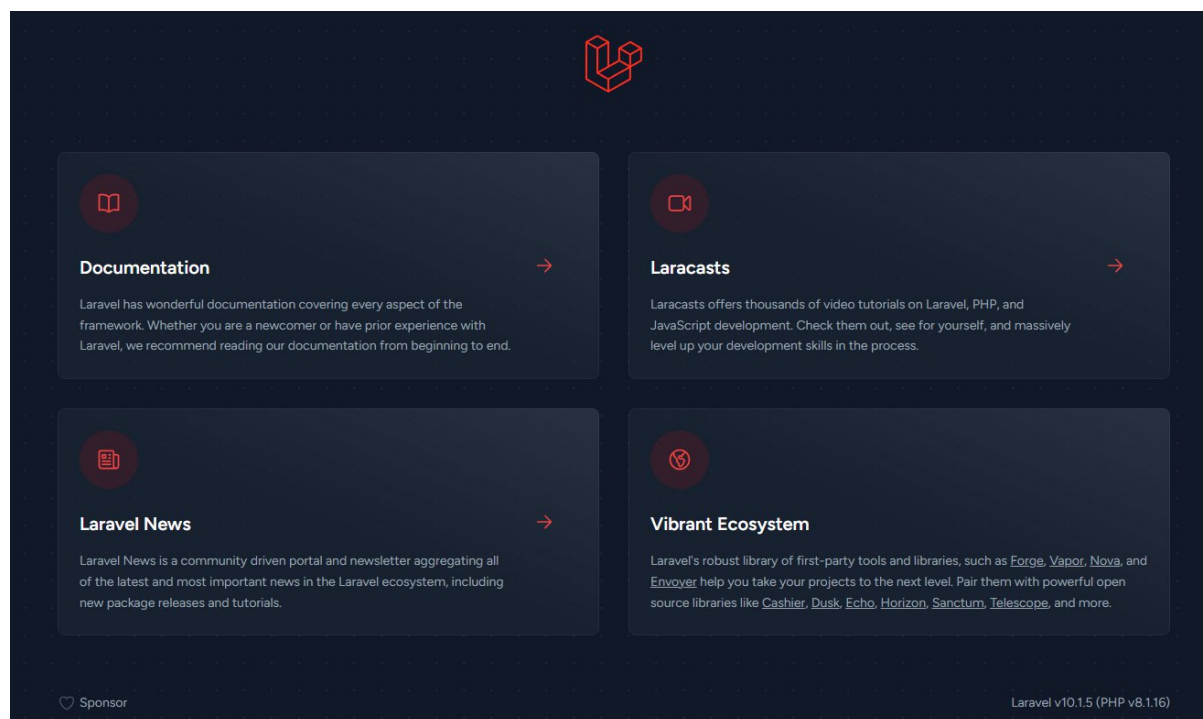 Documentation
Laravel has wonderful documentation covering every aspect of the
framework. Whether you are a newcomer or have prior experience with
Laravel, we recommend reading our documentation from beginning to end.
Laracasts
Laracasts offers thousands of video tutorials on Laravel, PHP, and
JavaScript development. Check them out, see for yourself, and massively
level up your development skills in the process.
Laravel News
Laravel News is a community driven portal and newsletter aggregating all
of the latest and most important news in the Laravel ecosystem, including
new package releases and tutorials.
Vibrant Ecosystem
Laravel's robust library of first-party tools and libraries, such as Forge, Vapor, Nova, and
Envoyer help you take your projects to the next level. Pair them with powerful open
source libraries like Cashier, Dusk, Echo, Horizon, Sanctum, Telescope, and more.
Sponsor
Laravel v10.1.5 (PHP v8.1.16)